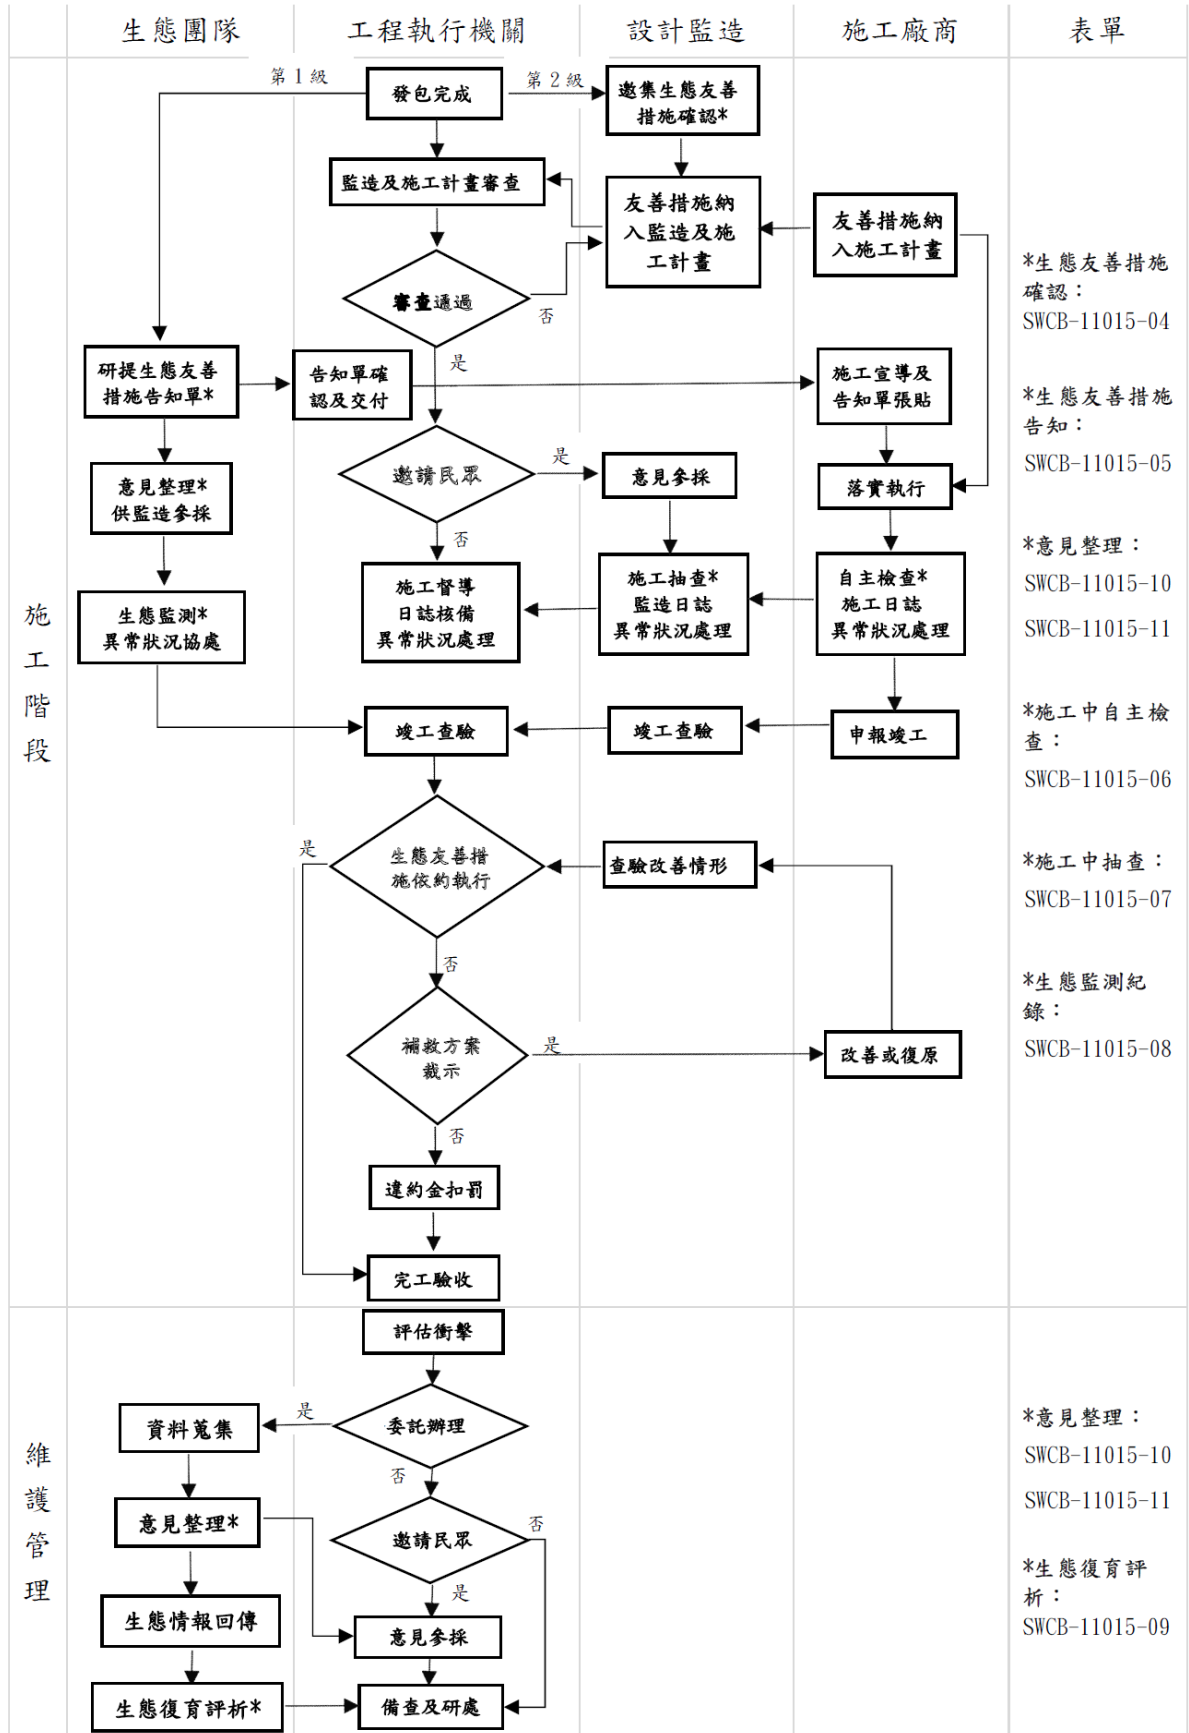 生態團隊
工程執行機關
設計監造
施工廠商
表單
第1級
第2級
發包完成
邀集生態友善
措施確認*
監造及施工計畫審查
友善措施納
入監造及施
工計畫
友善措施納
入施工計畫
審查通過
否
是
研提生態友善
措施告知單*
告知單確
認及交付
施工宣導及
告知單張貼
邀請民眾
是
否
意見整理*
供監造參採
意見參採
落實執行
生態監測*
異常狀況協處
施工督導
日誌核備
異常狀況處理
施工抽查*
監造日誌
異常狀況處理
自主檢查*
施工日誌
異常狀況處理
施
工
階
段
竣工查驗
竣工查驗
申報竣工
是
生態友善措
施依約執行
查驗改善情形
否
補救方案
裁示
是
改善或復原
否
違約金扣罰
完工驗收
*生態友善措施
確認：
SWCB-11015-04
*生態友善措施
告知：
SWCB-11015-05
*意見整理：
SWCB-11015-10
SWCB-11015-11
*施工中自主檢
查：
SWCB-11015-06
*施工中抽查：
SWCB-11015-07
*生態監測紀
錄：
SWCB-11015-08
維
護
管
理
評估衝擊
委託辦理
是
否
資料蒐集
意見整理*
邀請民眾
否
是
生態情報回傳
意見參採
生態復育評析*
備查及研處
*意見整理：
SWCB-11015-10
SWCB-11015-11
*生態復育評
析：
SWCB-11015-09